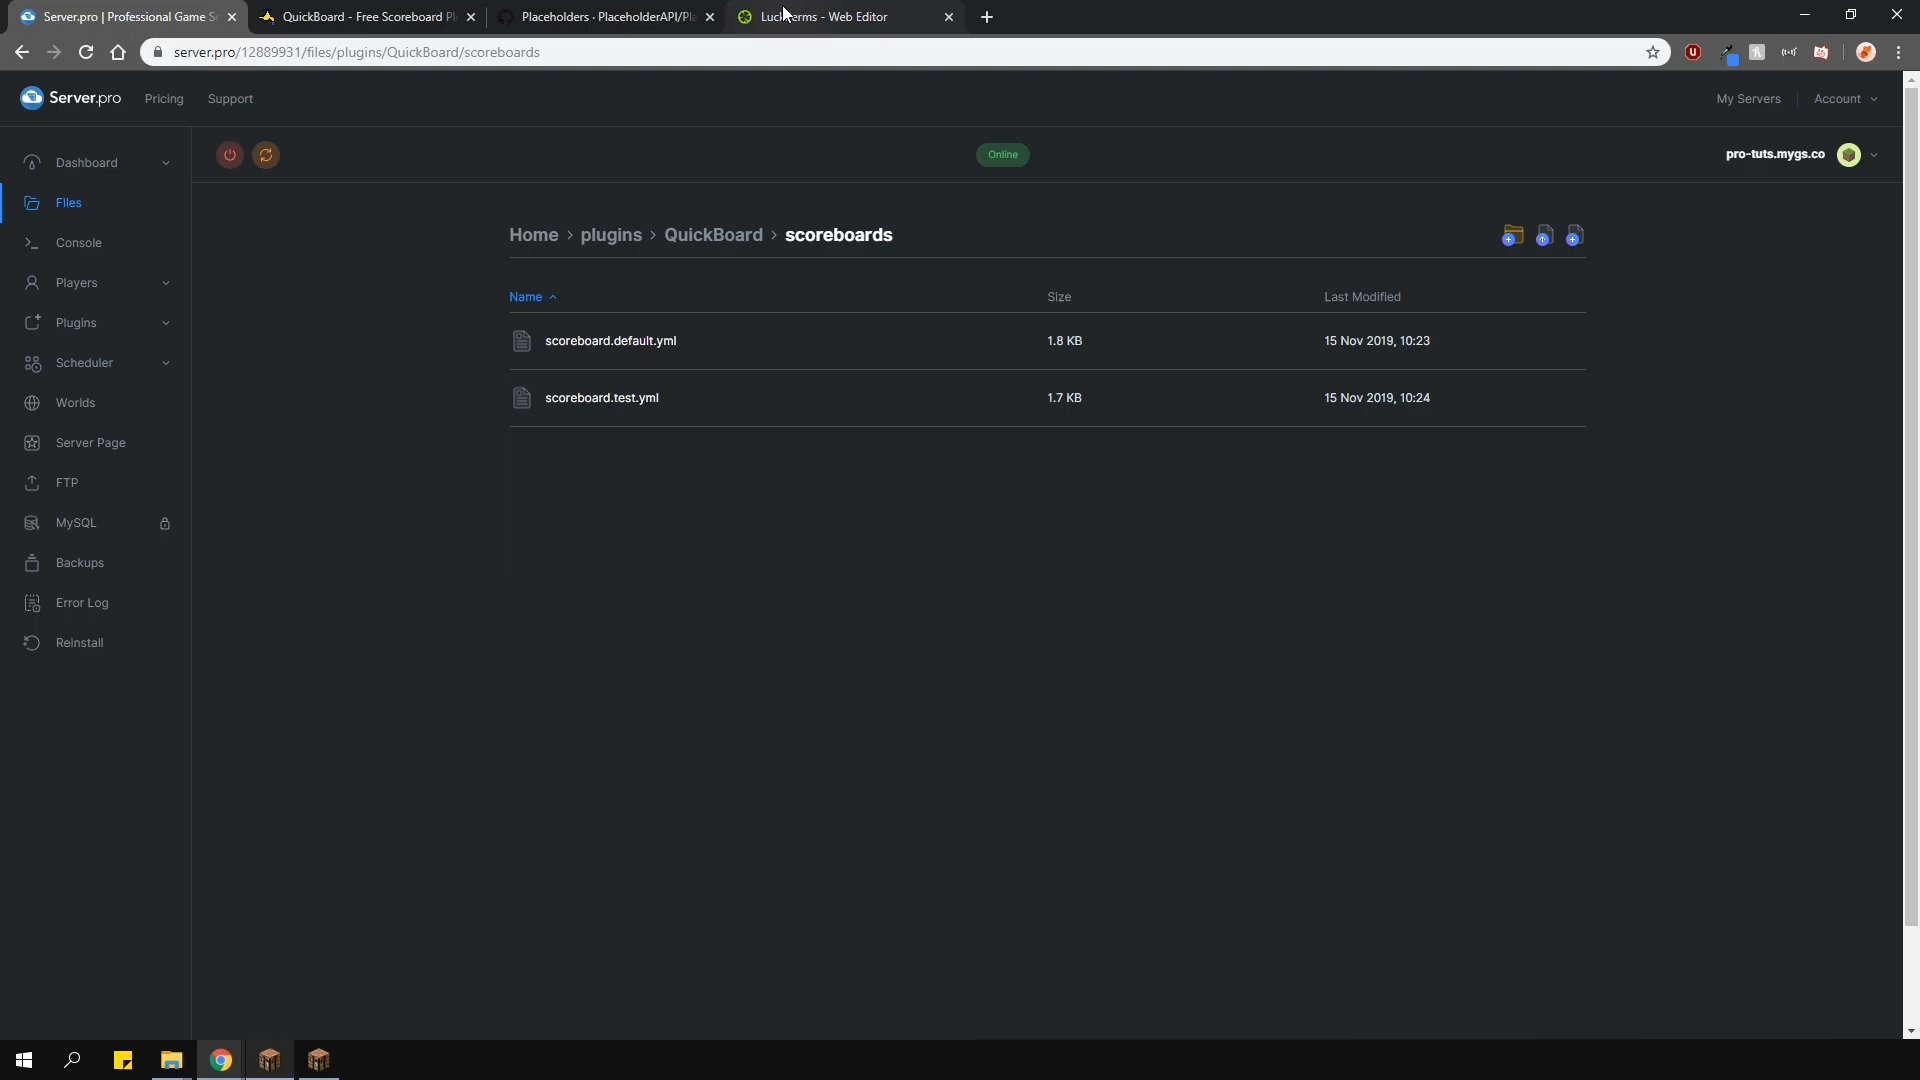 Server.pro | Professional Game S
QuickBoard - Free Scoreboard Pl
Placeholders · PlaceholderAPI/Pla
Luck erms - Web Editor
server.pro/12889931/files/plugins/QuickBoard/scoreboards
Server.pro
Pricing
Support
My Servers
Account
Dashboard
Online
pro-tuts.mygs.co
Files
Home > plugins > QuickBoard > scoreboards
Console
Players
Name
Size
Last Modified
Plugins
scoreboard.default.yml
1.8 KB
15 Nov 2019, 10:23
Scheduler
scoreboard.test.yml
1.7 KB
15 Nov 2019, 10:24
Worlds
Server Page
FTP
MySQL
Backups
Error Log
Reinstall